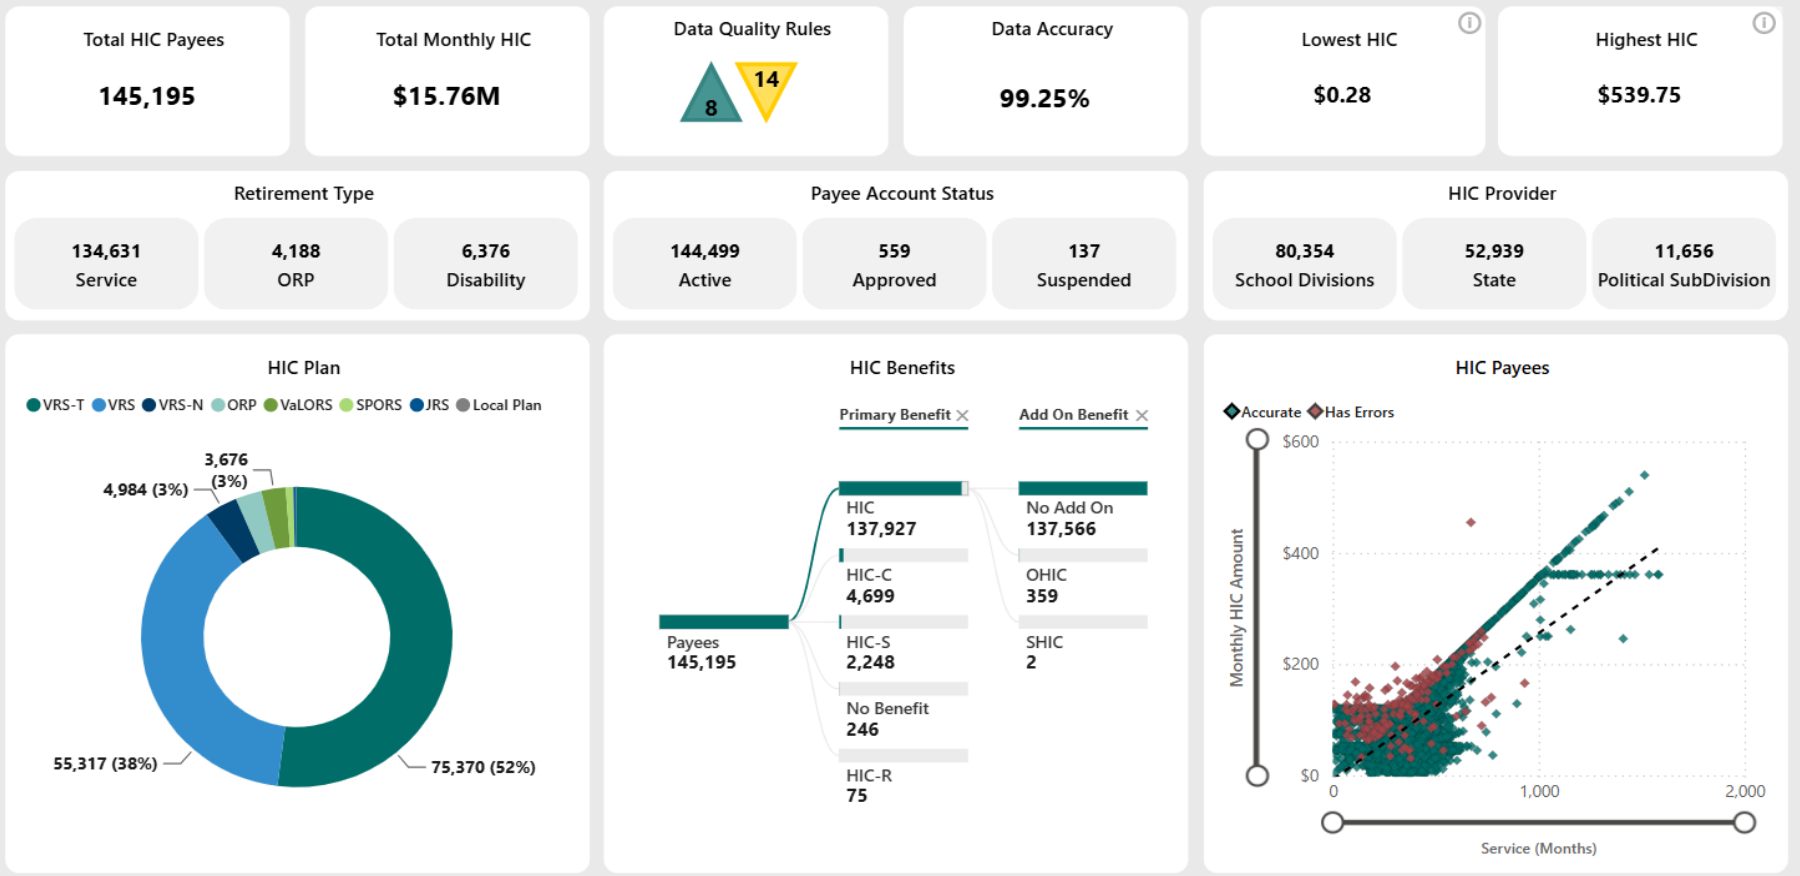 Total HIC Payees
145,195
Total Monthly HIC
$15.76M
Data Quality Rules
8
14
Data Accuracy
99.25%
Lowest HIC
$0.28
Highest HIC
$539.75
Retirement Type
134,631
Service
4,188
ORP
6,376
Disability
Payee Account Status
144,499
Active
559
Approved
137
Suspended
HIC Provider
80,354
School Divisions
52,939
State
11,656
Political SubDivision
HIC Plan
VRS-T VRS VRS-N ORP VaLORS SPORS JRS Local Plan
3,676
(3%)
4,984 (3%)
55,317 (38%)
75,370 (52%)
HIC Benefits
Primary Benefit
Add On Benefit
Payees
145,195
HIC
137,927
HIC-C
4,699
HIC-S
2,248
No Benefit
246
HIC-R
75
No Add On
137,566
OHIC
359
SHIC
2
HIC Payees
Accurate Has Errors
Monthly HIC Amount
$600
$400
$200
$0
0
1,000
2,000
Service (Months)